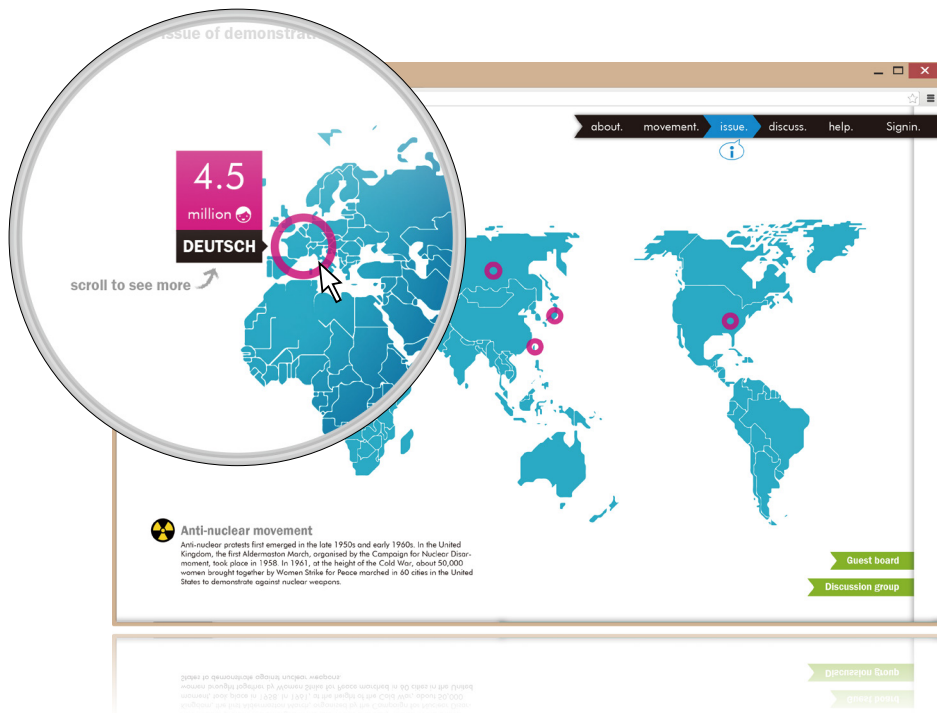 issue of demonstrati
about.
movement.
issue.
discuss.
help.
Signin.
i
4.5
million
DEUTSCH
scroll to see more
Anti-nuclear movement
Anti-nuclear protests first emerged in the late 1950s and early 1960s. In the United
Kingdom, the first Aldermaston March, organised by the Campaign for Nuclear Disar-
moment, took place in 1958. In 1961, at the height of the Cold War, about 50,000
women brought together by Women Strike for Peace marched in 60 cities in the United
States to demonstrate against nuclear weapons.
Guest board
Discussion group